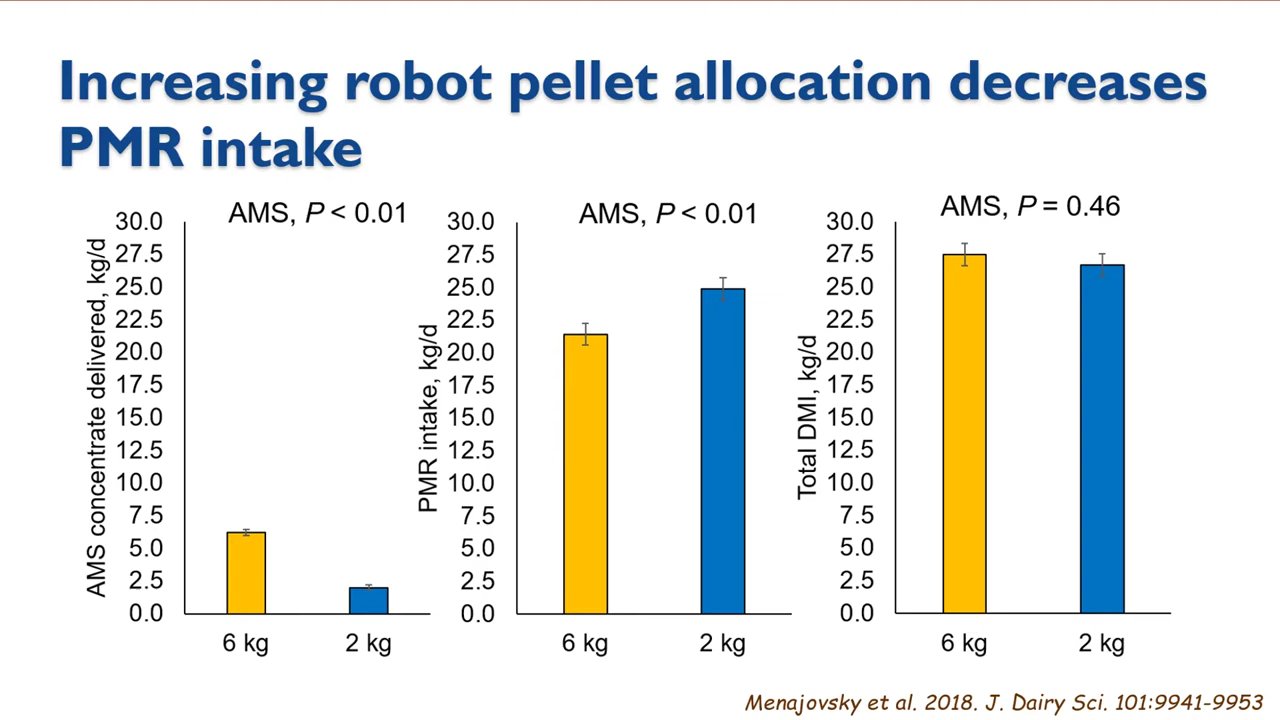 Increasing robot pellet allocation decreases
PMR intake
AMS, P < 0.01
AMS concentrate delivered, kg/d
30.0
27.5
25.0
22.5
20.0
17.5
15.0
12.5
10.0
7.5
5.0
2.5
0.0
6 kg
2 kg
AMS, P < 0.01
PMR intake, kg/d
30.0
27.5
25.0
22.5
20.0
17.5
15.0
12.5
10.0
7.5
5.0
2.5
0.0
6 kg
2 kg
AMS, P = 0.46
Total DMI, kg/d
30.0
27.5
25.0
22.5
20.0
17.5
15.0
12.5
10.0
7.5
5.0
2.5
0.0
6 kg
2 kg
Menajovsky et al. 2018. J. Dairy Sci. 101:9941-9953